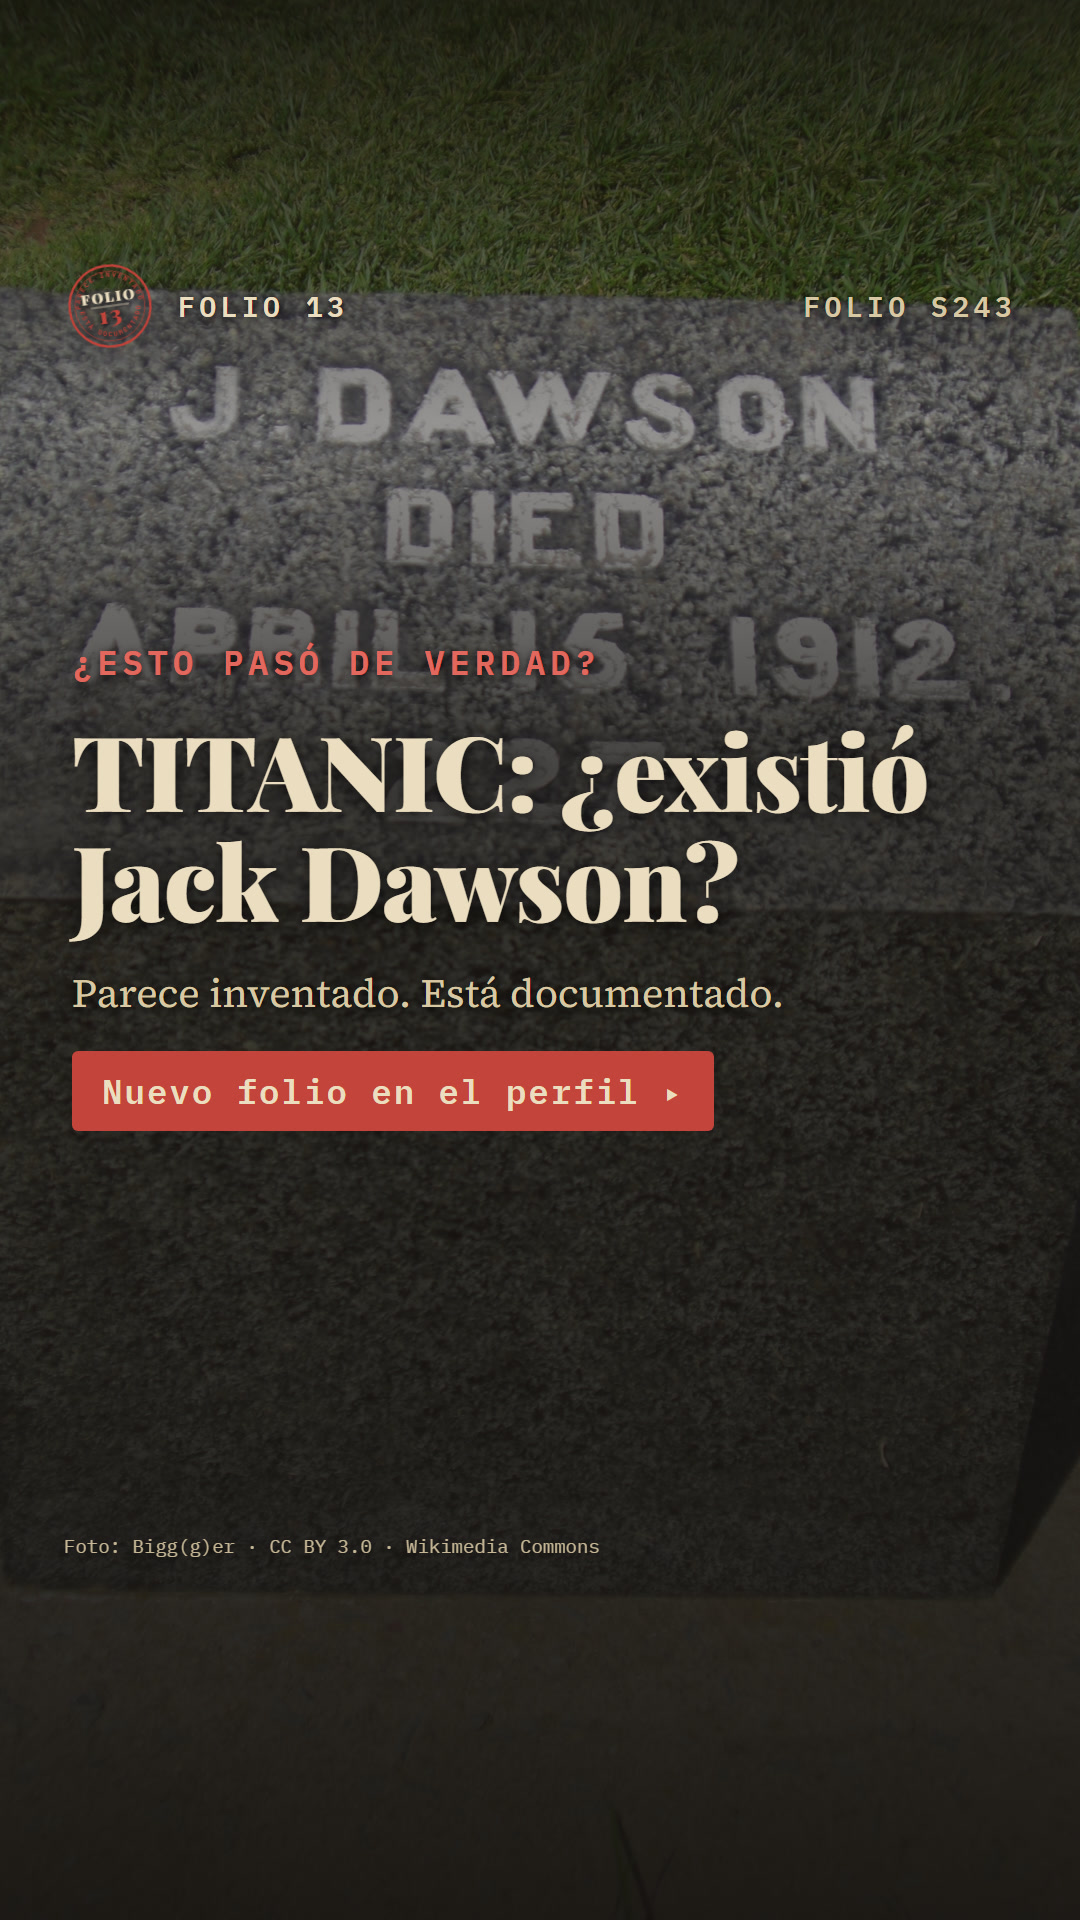 FOLIO 13
FOLIO 13
FOLIO S243
J. DAWSON
DIED
APRIL 15. 1912.
¿ESTO PASÓ DE VERDAD?
TITANIC: ¿existió
Jack Dawson?
Parece inventado. Está documentado.
Nuevo folio en el perfil ▸
Foto: Bigg(g)er · CC BY 3.0 · Wikimedia Commons